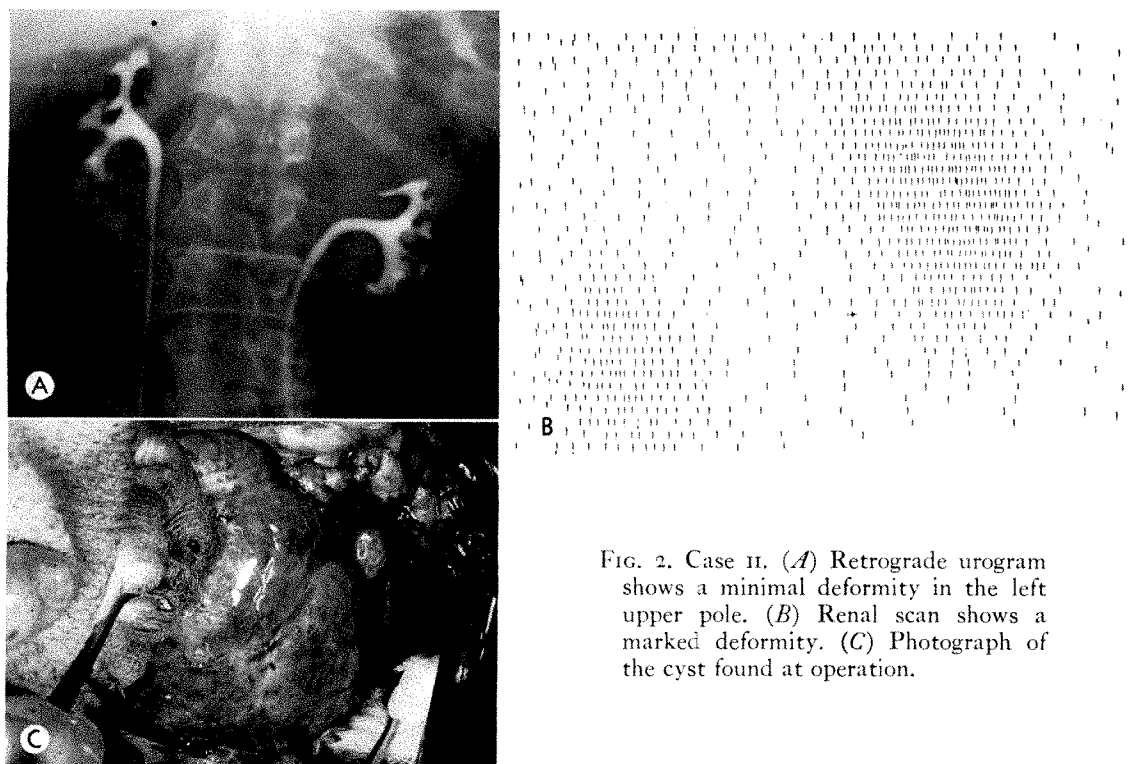 A
B
C
FIG. 2. Case II. (A) Retrograde urogram
shows a minimal deformity in the left
upper pole. (B) Renal scan shows a
marked deformity. (C) Photograph of
the cyst found at operation.